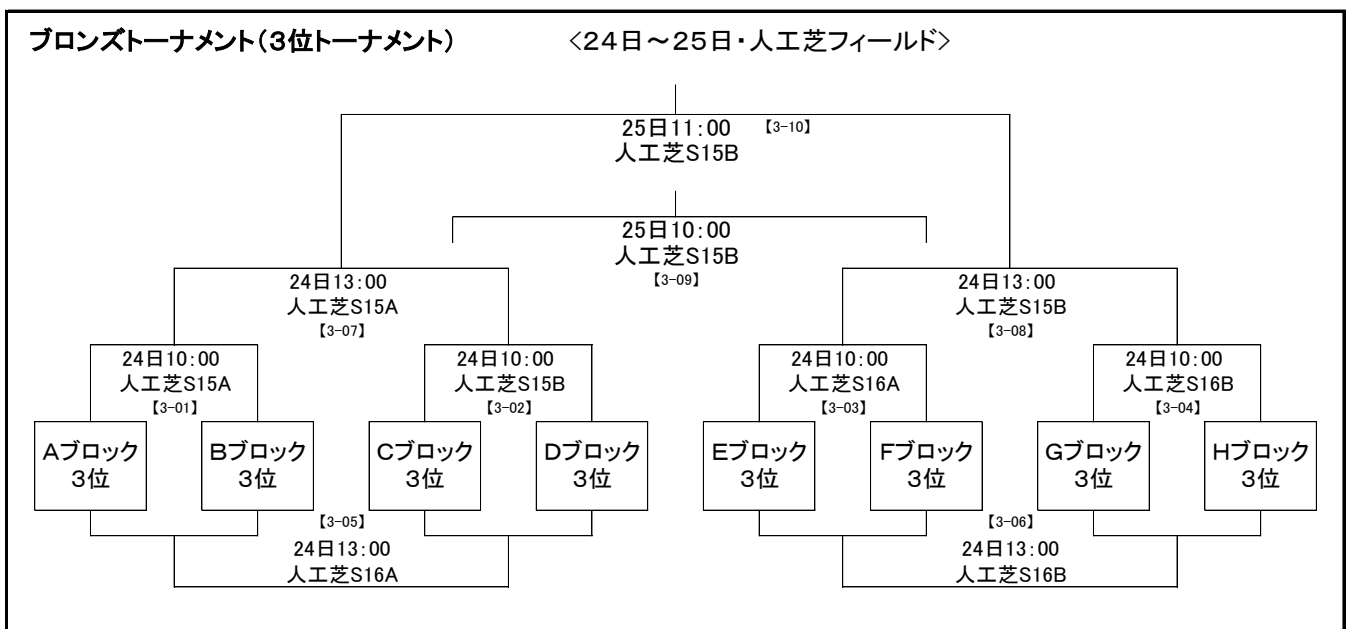 ブロンズトーナメント(3位トーナメント) <24日～25日・人工芝フィールド>
25日11:00 【3-10】
人工芝S15B
25日10:00
人工芝S15B
【3-09】
24日13:00
人工芝S15A
【3-07】
24日13:00
人工芝S15B
【3-08】
24日10:00
人工芝S15A
【3-01】
24日10:00
人工芝S15B
【3-02】
24日10:00
人工芝S16A
【3-03】
24日10:00
人工芝S16B
【3-04】
Aブロック
3位
Bブロック
3位
Cブロック
3位
Dブロック
3位
Eブロック
3位
Fブロック
3位
Gブロック
3位
Hブロック
3位
【3-05】
24日13:00
人工芝S16A
【3-06】
24日13:00
人工芝S16B